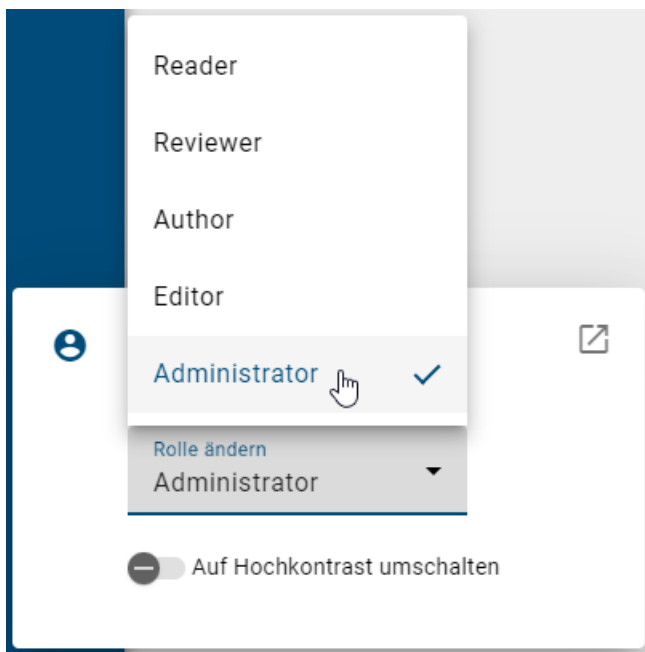 Reader
Reviewer
Author
Editor
Administrator
Rolle ändern
Administrator
Auf Hochkontrast umschalten